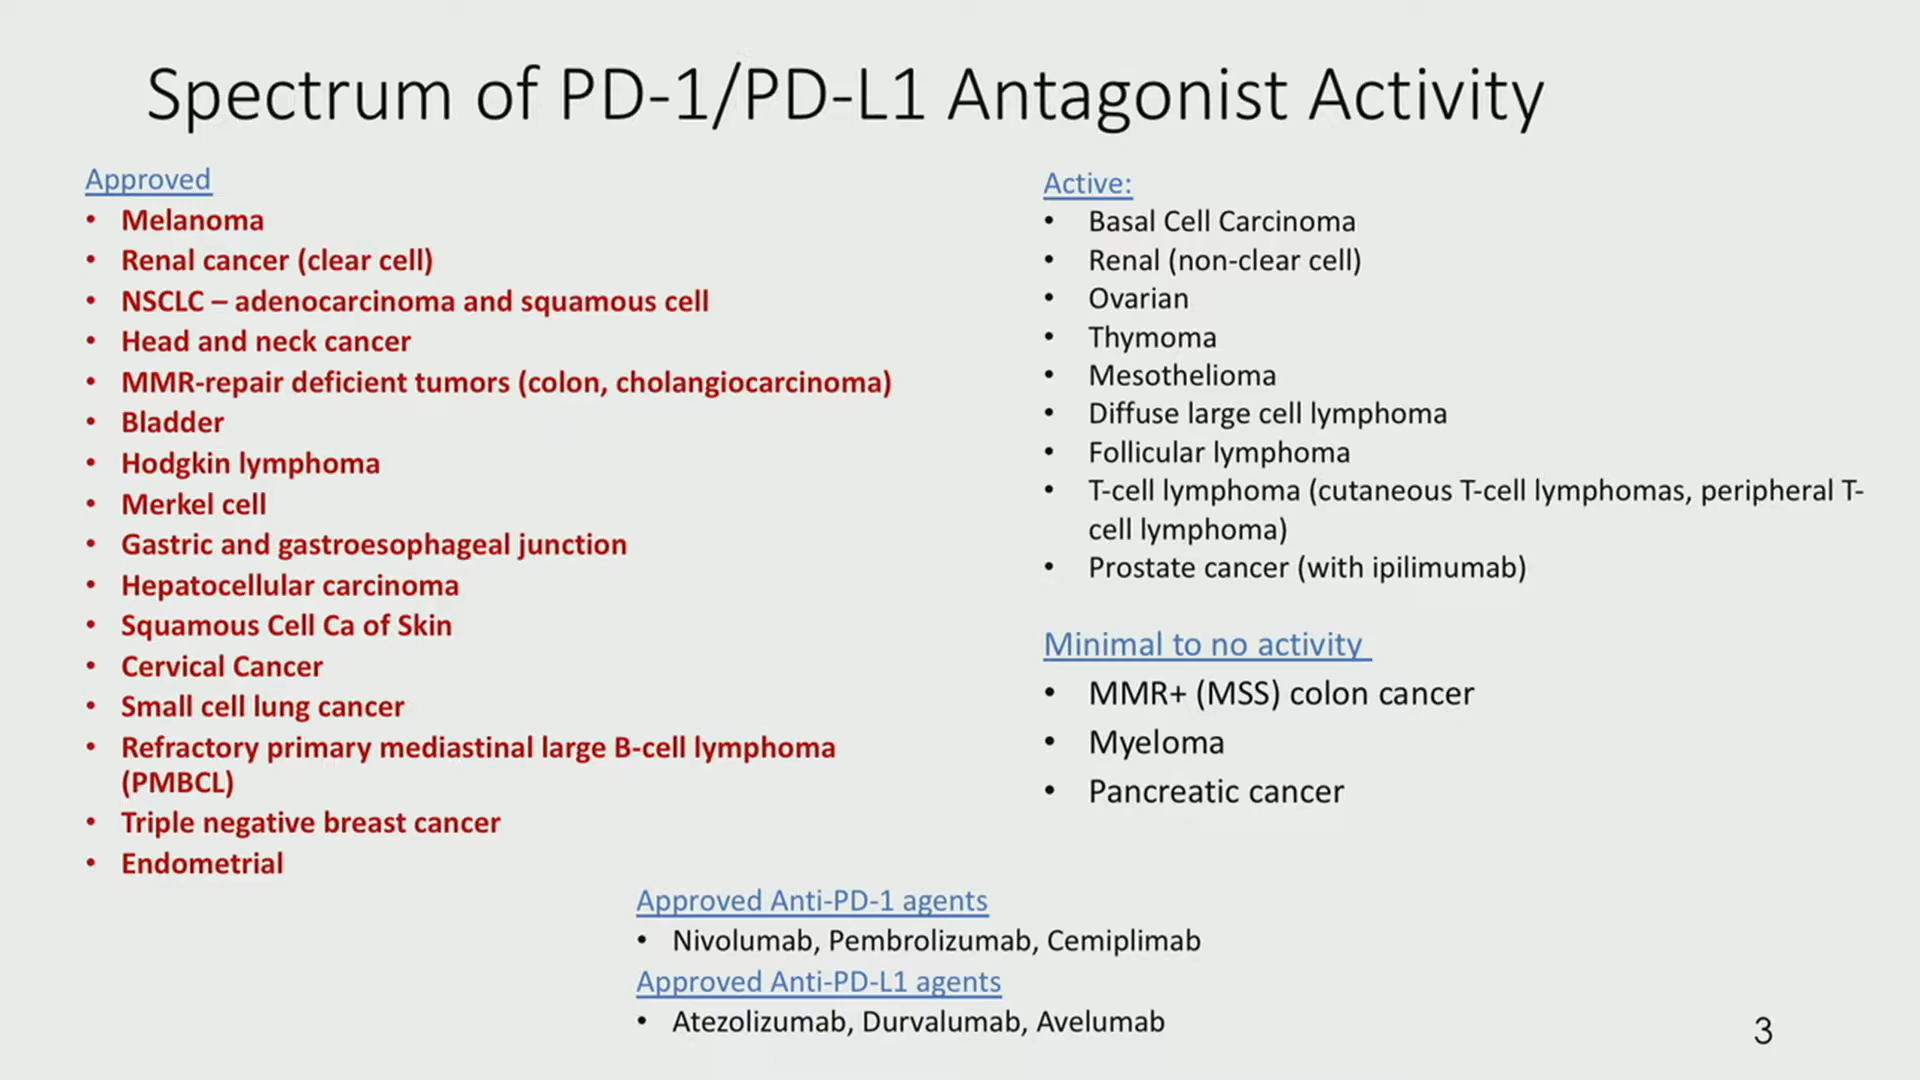 Spectrum of PD-1/PD-L1 Antagonist Activity
Approved
• Melanoma
• Renal cancer (clear cell)
• NSCLC – adenocarcinoma and squamous cell
• Head and neck cancer
• MMR-repair deficient tumors (colon, cholangiocarcinoma)
• Bladder
• Hodgkin lymphoma
• Merkel cell
• Gastric and gastroesophageal junction
• Hepatocellular carcinoma
• Squamous Cell Ca of Skin
• Cervical Cancer
• Small cell lung cancer
• Refractory primary mediastinal large B-cell lymphoma
(PMBCL)
• Triple negative breast cancer
• Endometrial
Active:
• Basal Cell Carcinoma
• Renal (non-clear cell)
• Ovarian
• Thymoma
• Mesothelioma
• Diffuse large cell lymphoma
• Follicular lymphoma
• T-cell lymphoma (cutaneous T-cell lymphomas, peripheral T-
cell lymphoma)
• Prostate cancer (with ipilimumab)
Minimal to no activity
• MMR+ (MSS) colon cancer
• Myeloma
• Pancreatic cancer
Approved Anti-PD-1 agents
• Nivolumab, Pembrolizumab, Cemiplimab
Approved Anti-PD-L1 agents
• Atezolizumab, Durvalumab, Avelumab
3